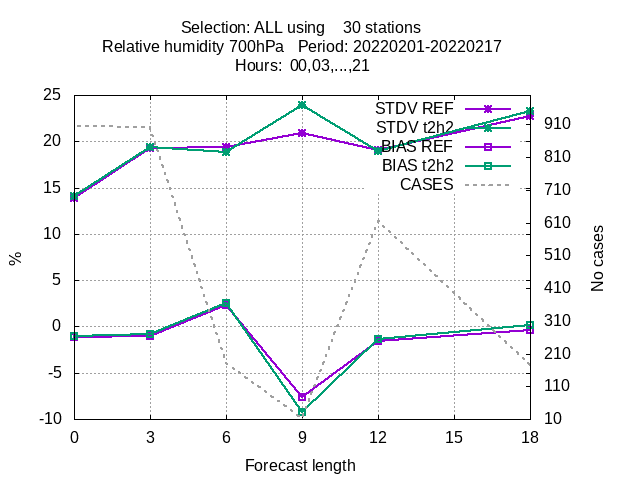 Selection: ALL using    30 stations
Relative humidity 700hPa   Period: 20220201-20220217
Hours:  00,03,...,21
STDV REF
STDV t2h2
BIAS REF
BIAS t2h2
CASES
25
20
15
10
5
0
-5
-10
%
910
810
710
610
510
410
310
210
110
10
No cases
0 3 6 9 12 15 18
Forecast length